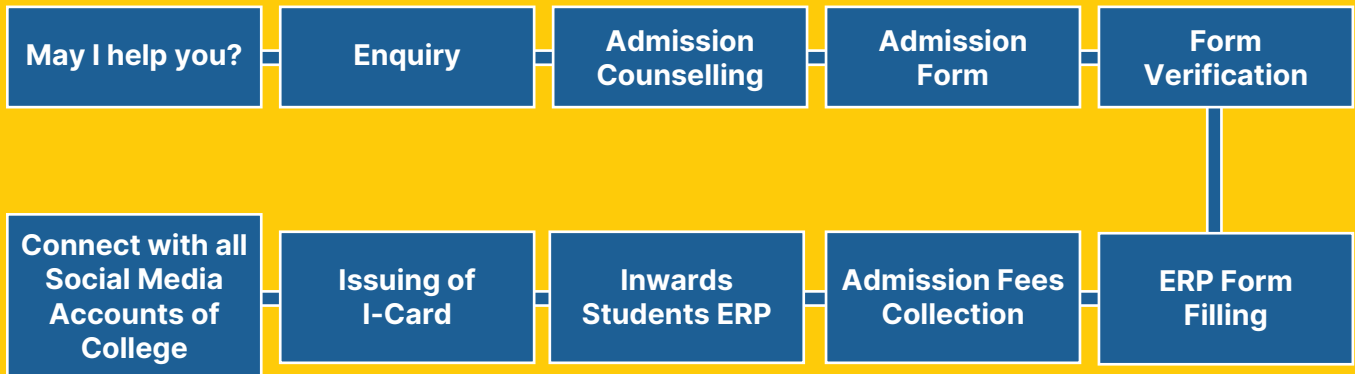 May I help you?
Enquiry
Admission
Counselling
Admission
Form
Form
Verification
Connect with all
Social Media
Accounts of
College
Issuing of
I-Card
Inwards
Students ERP
Admission Fees
Collection
ERP Form
Filling